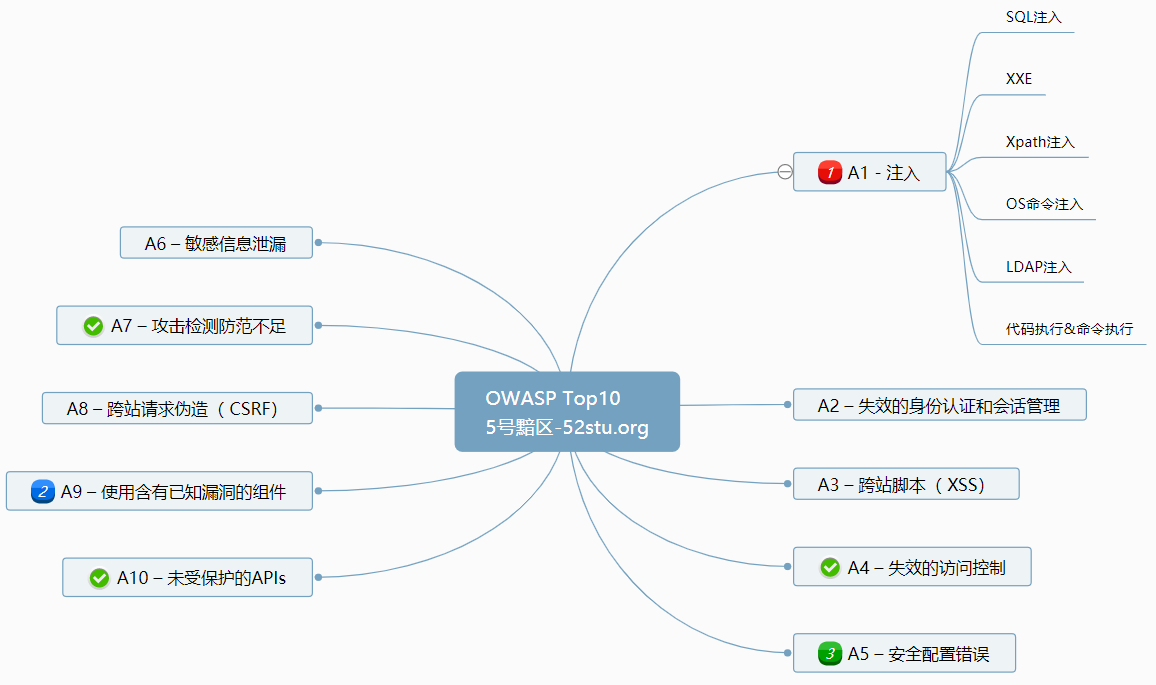 OWASP Top10
5号黯区-52stu.org
1 A1 - 注入
SQL注入
XXE
Xpath注入
OS命令注入
LDAP注入
代码执行&命令执行
A2 – 失效的身份认证和会话管理
A3 – 跨站脚本（ XSS）
A4 – 失效的访问控制
3 A5 – 安全配置错误
A6 – 敏感信息泄漏
A7 – 攻击检测防范不足
A8 – 跨站请求伪造（ CSRF）
2 A9 – 使用含有已知漏洞的组件
A10 – 未受保护的APIs